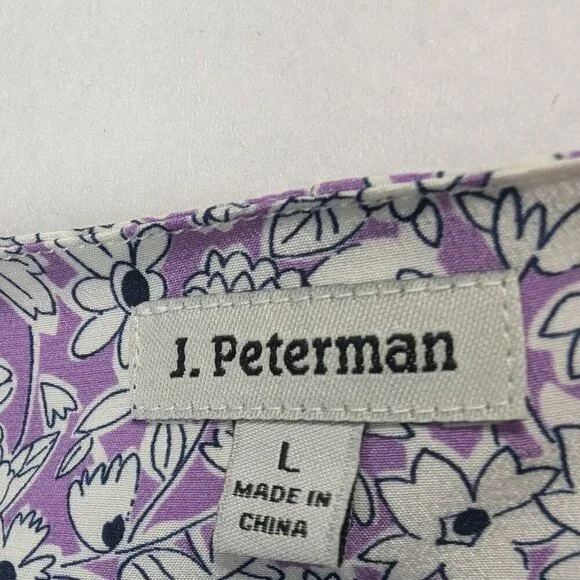 J. Peterman
L
MADE IN
CHINA